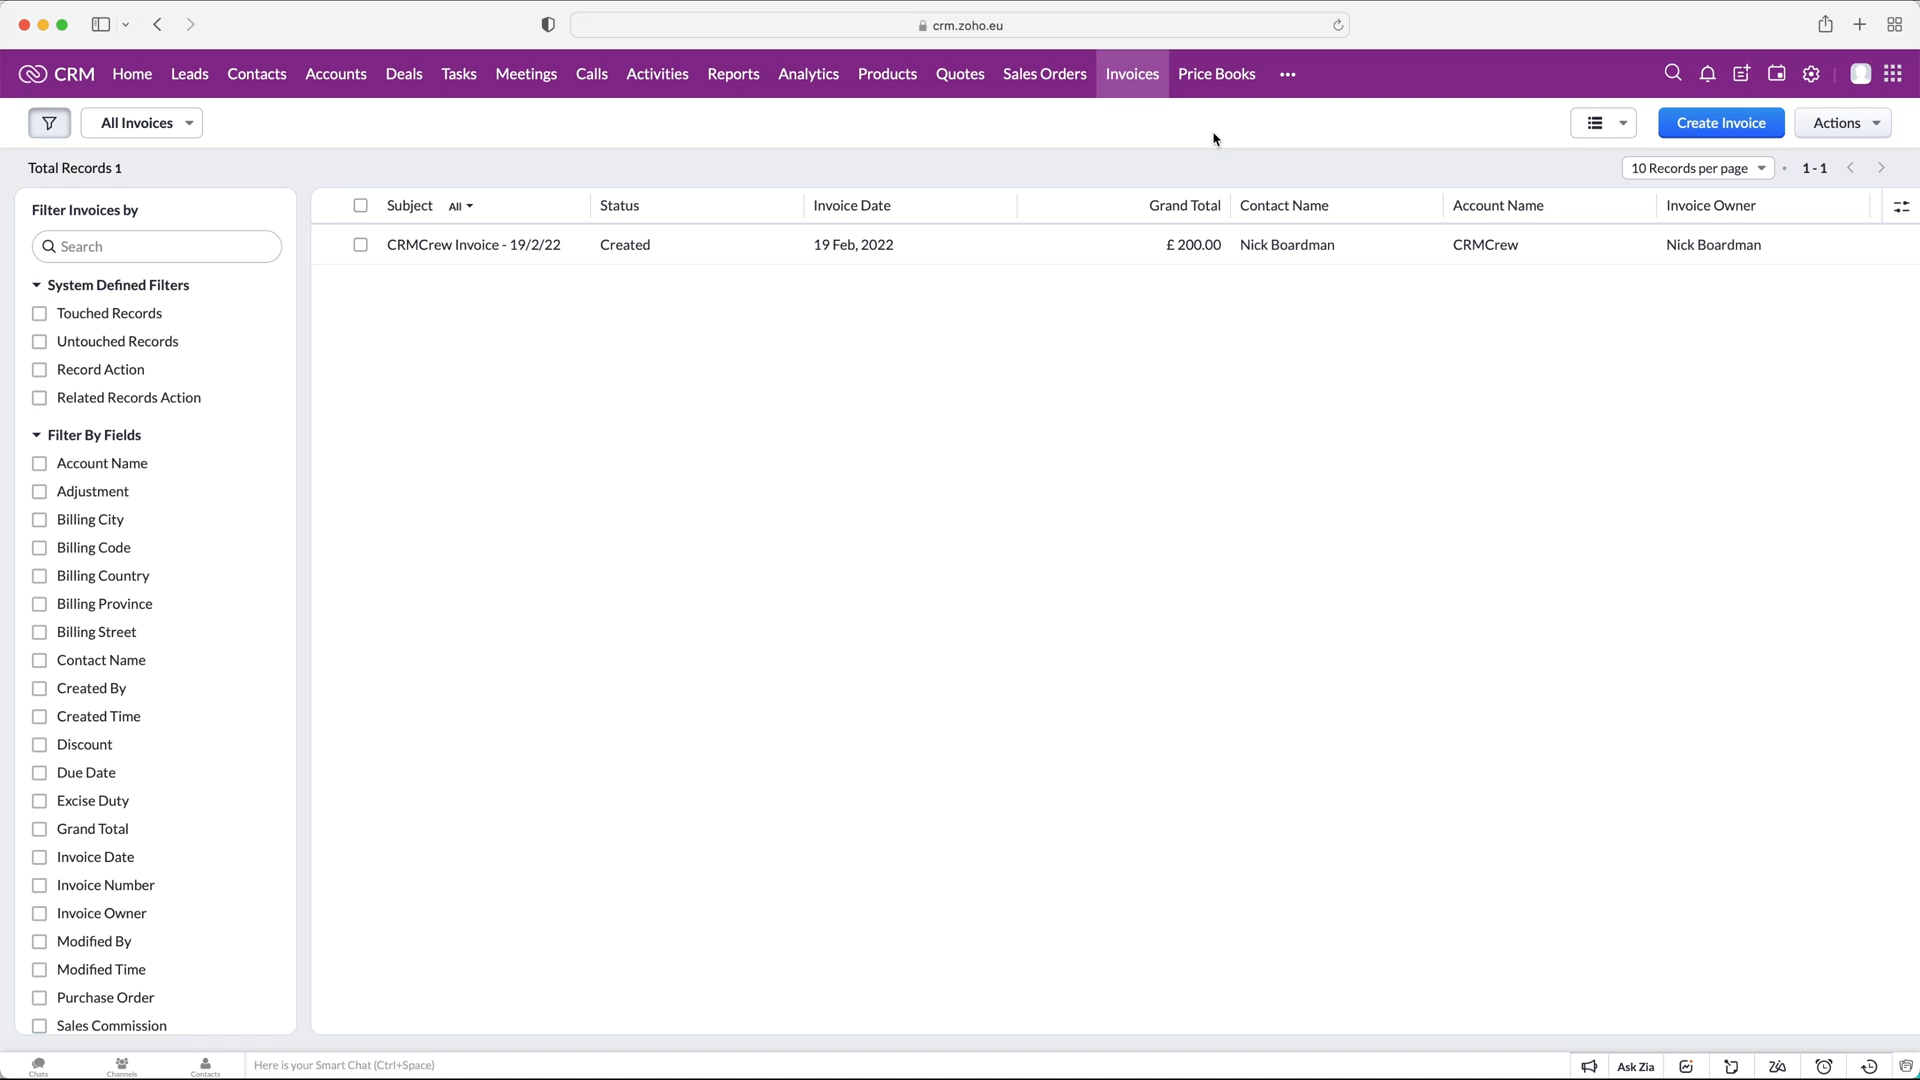 crm.zoho.eu
CRM Home Leads Contacts Accounts Deals Tasks Meetings Calls Activities Reports Analytics Products Quotes Sales Orders Invoices Price Books
All Invoices
Create Invoice
Actions
Total Records 1
10 Records per page
1 - 1
Filter Invoices by
Search
System Defined Filters
Touched Records
Untouched Records
Record Action
Related Records Action
Filter By Fields
Account Name
Adjustment
Billing City
Billing Code
Billing Country
Billing Province
Billing Street
Contact Name
Created By
Created Time
Discount
Due Date
Excise Duty
Grand Total
Invoice Date
Invoice Number
Invoice Owner
Modified By
Modified Time
Purchase Order
Sales Commission
Subject All Status Invoice Date Grand Total Contact Name Account Name Invoice Owner
CRMCrew Invoice - 19/2/22 Created 19 Feb, 2022 £ 200.00 Nick Boardman CRMCrew Nick Boardman
Chats
Channels
Contacts
Here is your Smart Chat (Ctrl+Space)
Ask Zia